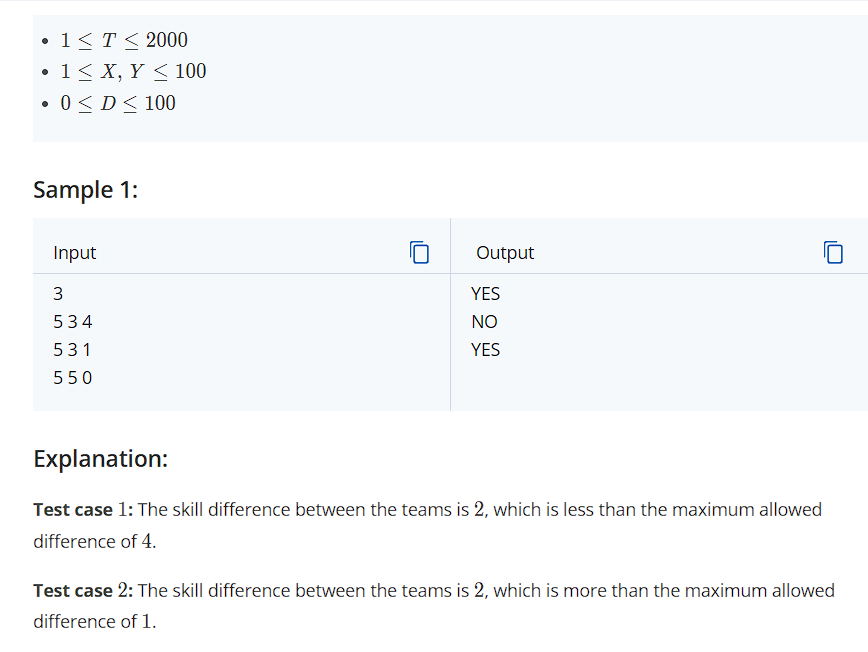 • 1 ≤ T ≤ 2000
• 1 ≤ X, Y ≤ 100
• 0 ≤ D ≤ 100
Sample 1:
Input
Output
3
5 3 4
5 3 1
5 5 0
YES
NO
YES
Explanation:
Test case 1: The skill difference between the teams is 2, which is less than the maximum allowed
difference of 4.
Test case 2: The skill difference between the teams is 2, which is more than the maximum allowed
difference of 1.